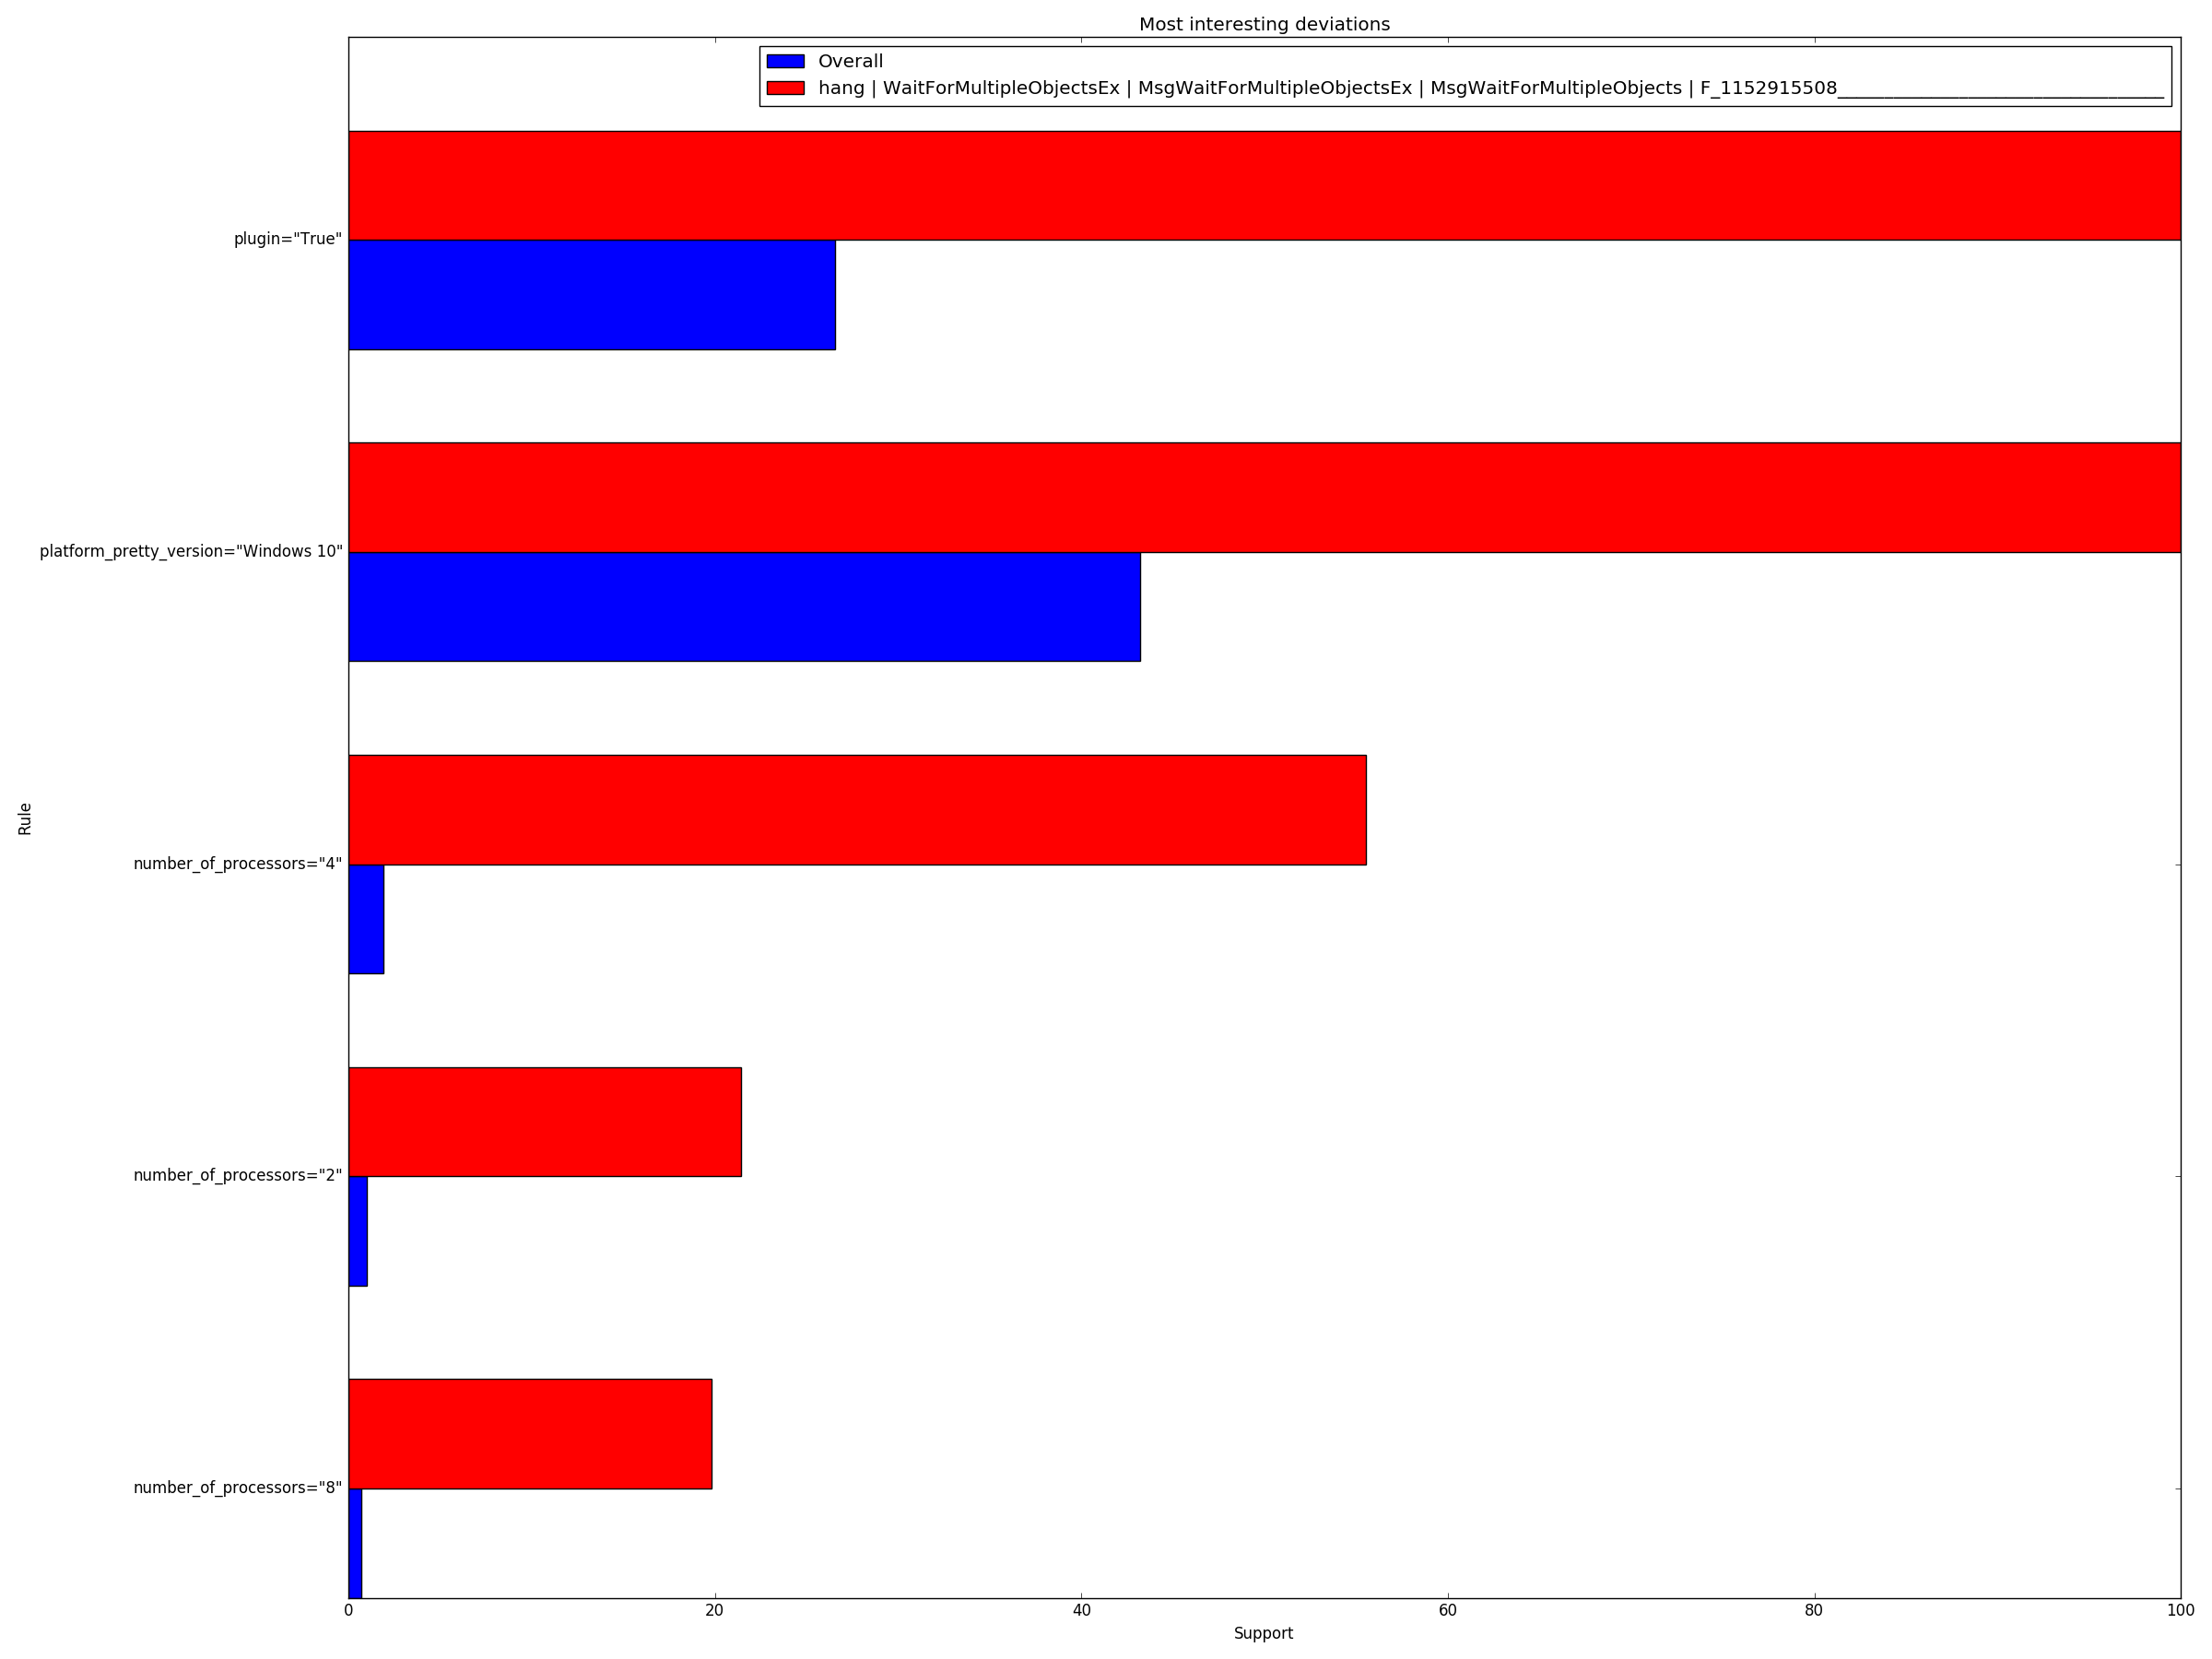 Most interesting deviations
Overall
hang | WaitForMultipleObjectsEx | MsgWaitForMultipleObjectsEx | MsgWaitForMultipleObjects | F_1152915508___________________________________
plugin="True"
platform_pretty_version="Windows 10"
number_of_processors="4"
number_of_processors="2"
number_of_processors="8"
Rule
0 20 40 60 80 100
Support